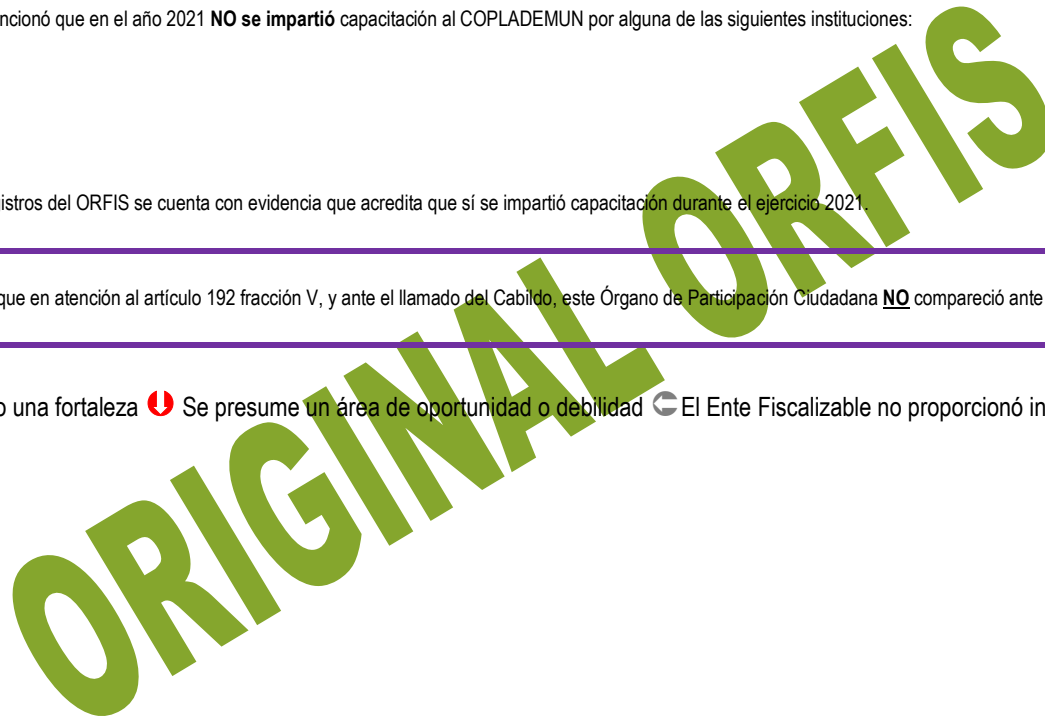 ncionó que en el año 2021 NO se impartió capacitación al COPLADEMUN por alguna de las siguientes instituciones:
istros del ORFIS se cuenta con evidencia que acredita que sí se impartió capacitación durante el ejercicio 2021.
que en atención al artículo 192 fracción V, y ante el llamado del Cabildo, este Órgano de Participación Ciudadana NO compareció ante
o una fortaleza Se presume un área de oportunidad o debilidad El Ente Fiscalizable no proporcionó in
ORIGINAL ORFIS